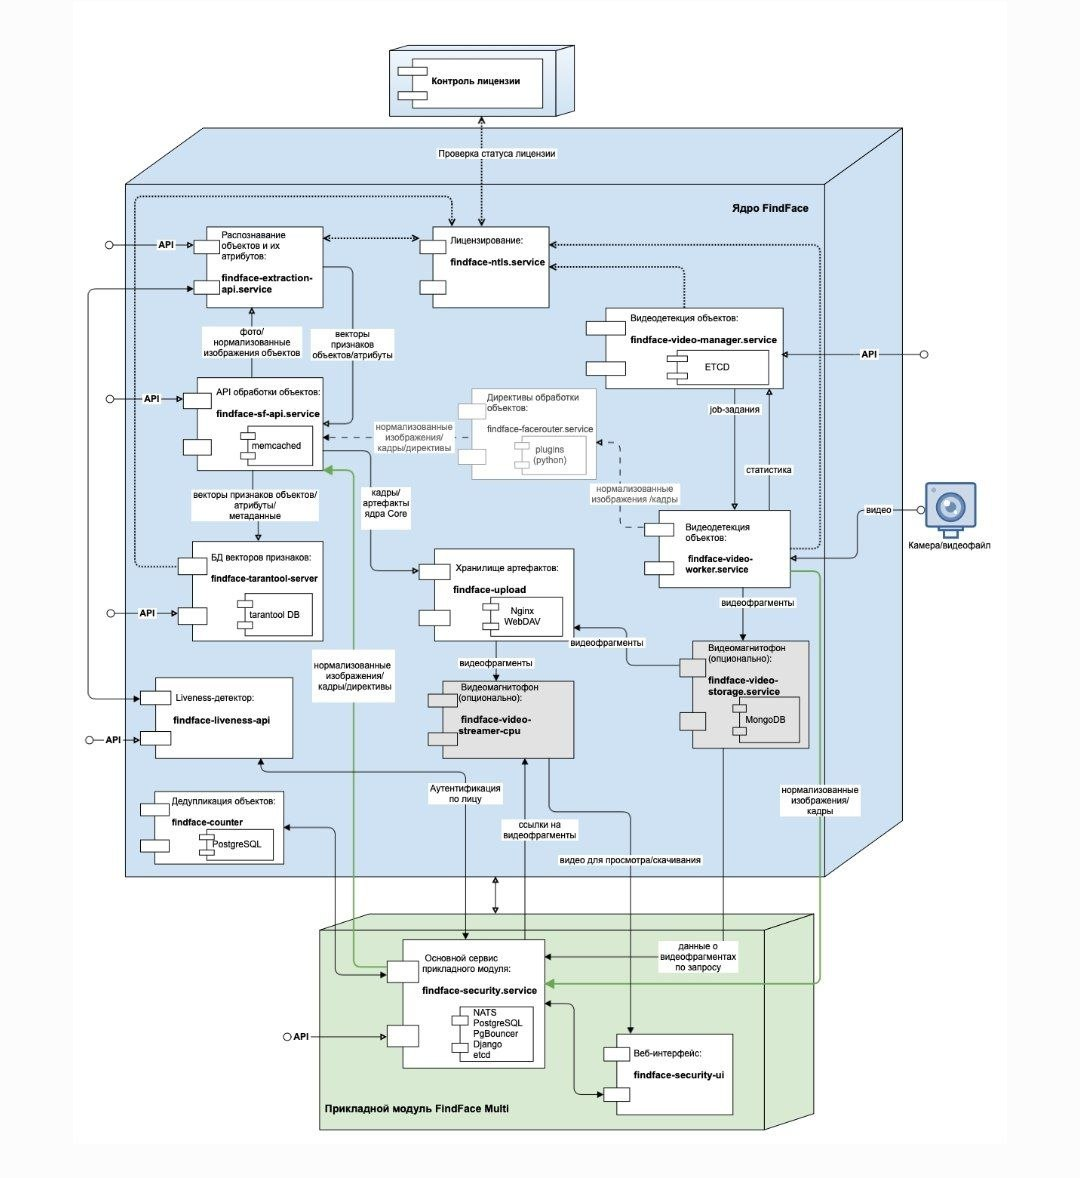 Контроль лицензии
Проверка статуса лицензии
Ядро FindFace
API
Распознавание
объектов и их
атрибутов:
findface-extraction-
api.service
Лицензирование:
findface-ntls.service
Видеодетекция объектов:
findface-video-manager.service
ETCD
API
фото/
нормализованные
изображения объектов
векторы
признаков
объектов/атрибуты
API
API обработки объектов:
findface-sf-api.service
memcached
нормализованные
изображения/
кадры/директивы
Директивы обработки
объектов:
findface-facerouter.service
plugins
(python)
job-задания
статистика
нормализованные
изображения /кадры
векторы признаков объектов/
атрибуты/
метаданные
кадры/
артефакты
ядра Core
видео
Камера/видеофайл
Видеодетекция
объектов:
findface-video-
worker.service
БД векторов признаков:
findface-tarantool-server
tarantool DB
API
Хранилище артефактов:
findface-upload
Nginx
WebDAV
видеофрагменты
видеофрагменты
видеофрагменты
нормализованные
изображения/
кадры/директивы
Видеомагнитофон
(опционально):
findface-video-
storage.service
MongoDB
Видеомагнитофон
(опционально):
findface-video-
streamer-cpu
Liveness-детектор:
findface-liveness-api
API
Аутентификация
по лицу
нормализованные
изображения/
кадры
Дедупликация объектов:
findface-counter
PostgreSQL
ссылки на
видеофрагменты
видео для просмотра/скачивания
Основной сервис
прикладного модуля:
findface-security.service
NATS
PostgreSQL
PgBouncer
Django
etcd
данные о
видеофрагментах
по запросу
API
Веб-интерфейс:
findface-security-ui
Прикладной модуль FindFace Multi